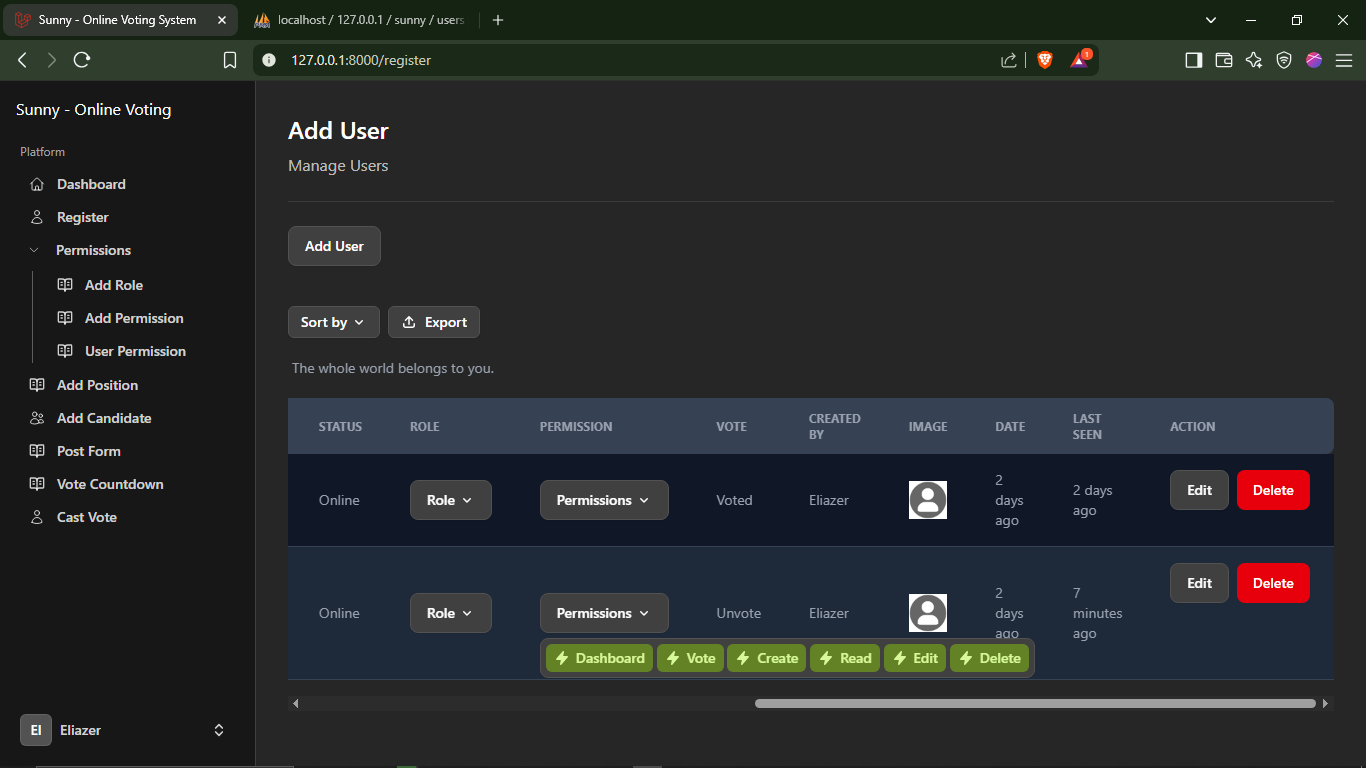 Sunny - Online Voting System
localhost / 127.0.0.1 / sunny / users
127.0.0.1:8000/register
1
Sunny - Online Voting
Platform
Dashboard
Register
Permissions
Add Role
Add Permission
User Permission
Add Position
Add Candidate
Post Form
Vote Countdown
Cast Vote
EI Eliazer
Add User
Manage Users
Add User
Sort by Export
The whole world belongs to you.
STATUS ROLE PERMISSION VOTE CREATED BY IMAGE DATE LAST SEEN ACTION
Online Role Permissions Voted Eliazer 2 days ago 2 days ago Edit Delete
Online Role Permissions Unvote Eliazer 2 days ago 7 minutes ago Edit Delete
Dashboard Vote Create Read Edit Delete